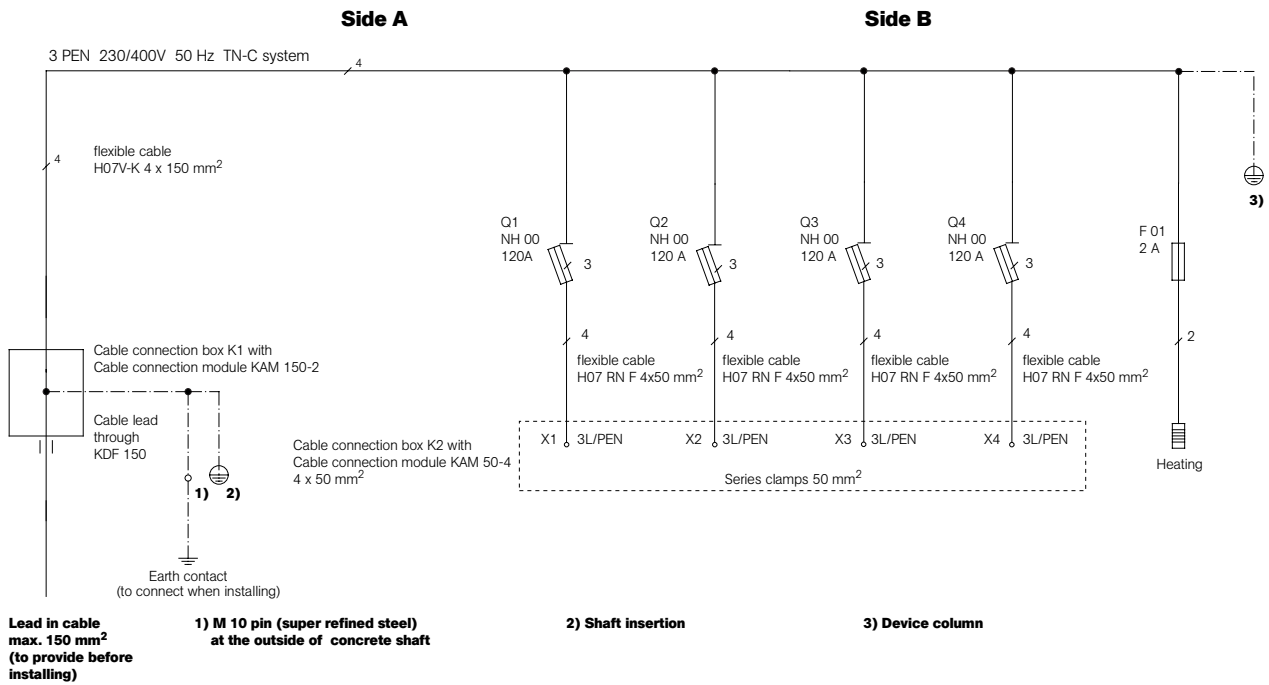 Side A
Side B
3 PEN  230/400V  50 Hz  TN-C system
4
4
flexible cable
H07V-K 4 x 150 mm²
3)
Q1
NH 00
120A
3
Q2
NH 00
120 A
3
Q3
NH 00
120 A
3
Q4
NH 00
120 A
3
F 01
2 A
4
4
4
4
2
flexible cable
H07 RN F 4x50 mm²
flexible cable
H07 RN F 4x50 mm²
flexible cable
H07 RN F 4x50 mm²
flexible cable
H07 RN F 4x50 mm²
Cable connection box K1 with
Cable connection module KAM 150-2
Cable lead
through
KDF 150
1)
2)
Cable connection box K2 with
Cable connection module KAM 50-4
4 x 50 mm²
X1 3L/PEN
X2 3L/PEN
X3 3L/PEN
X4 3L/PEN
Series clamps 50 mm²
Heating
Earth contact
(to connect when installing)
Lead in cable
max. 150 mm²
(to provide before
installing)
1) M 10 pin (super refined steel)
at the outside of  concrete shaft
2) Shaft insertion
3) Device column